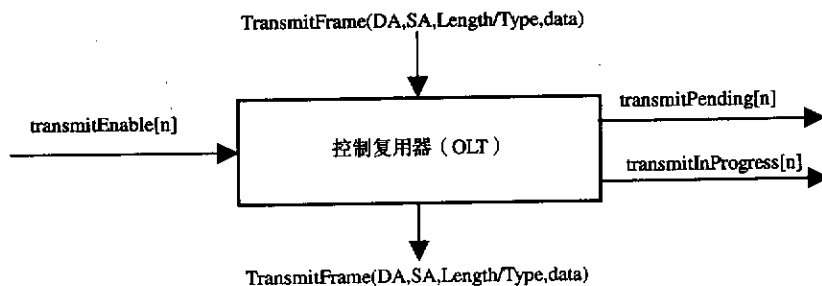 TransmitFrame(DA,SA,Length/Type,data)
transmitEnable[n]
控制复用器（OLT）
transmitPending[n]
transmitInProgress[n]
TransmitFrame(DA,SA,Length/Type,data)